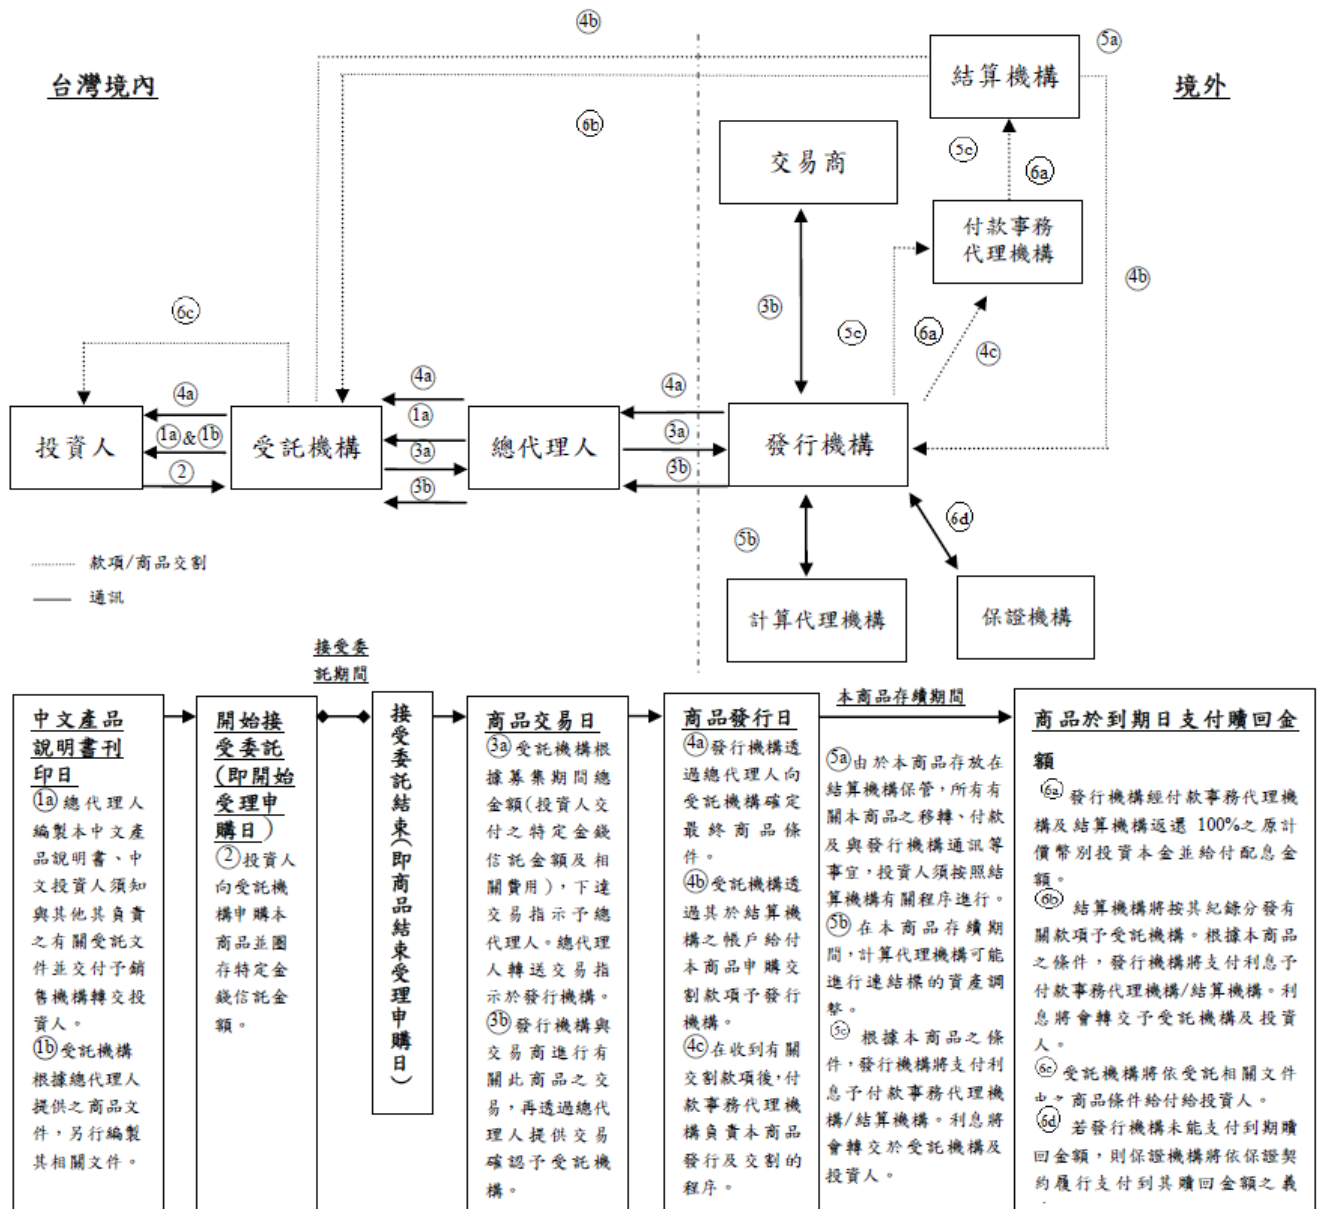 4b
5a
台灣境內
結算機構
境外
6b
交易商
5c
6a
付款事務
代理機構
4b
6c
3b
5c
6a
4c
4a
4a
4a
1a
1a&1b
3a
3a
投資人
受託機構
總代理人
發行機構
2
3b
3b
5b
6d
款項/商品交割
通訊
計算代理機構
保證機構
接受委
託期間
中文產品
說明書刊
印日
1a總代理人
編製本中文產
品說明書、中
文投資人須知
與其他其負責
之有關受託文
件並交付予銷
售機構轉交投
資人。
1b受託機構
根據總代理人
提供之商品文
件，另行編製
其相關文件。
開始接
受委託
(即開始
受理申
購日)
2投資人
向受託機
構申購本
商品並圈
存特定金
錢信託金
額。
接受委託結束(即商品結束受理申購日)
商品交易日
3a受託機構根
據募集期間總
金額(投資人交
付之特定金錢
信託金額及相
關費用)，下達
交易指示予總
代理人。總代理
人轉送交易指
示於發行機構。
3b發行機構與
交易商進行有
關此商品之交
易，再透過總代
理人提供交易
確認予受託機
構。
商品發行日
4a發行機構透
過總代理人向
受託機構確定
最終商品條
件。
4b受託機構透
過其於結算機
構之帳戶給付
本商品申購交
割款項予發行
機構。
4c在收到有關
交割款項後，付
款事務代理機
構負責本商品
發行及交割的
程序。
本商品存續期間
5a由於本商品存放在
結算機構保管，所有有
關本商品之移轉、付款
及與發行機構通訊等
事宜，投資人須按照結
算機構有關程序進行。
5b在本商品存續期
間，計算代理機構可能
進行連結標的資產調
整。
5c 根據本商品之條
件，發行機構將支付利
息予付款事務代理機
構/結算機構。利息將
會轉交於受託機構及
投資人。
商品於到期日支付贖回金
額
6a發行機構經付款事務代理機
構及結算機構返還 100%之原計
價幣別投資本金並給付配息金
額。
6b 結算機構將按其紀錄分發有
關款項予受託機構。根據本商品
之條件，發行機構將支付利息予
付款事務代理機構/結算機構。利
息將會轉交予受託機構及投資
人。
6c受託機構將依受託相關文件
之商品條件給付給投資人。
6d 若發行機構未能支付到期贖
回金額，則保證機構將依保證契
約履行支付到其贖回金額之義